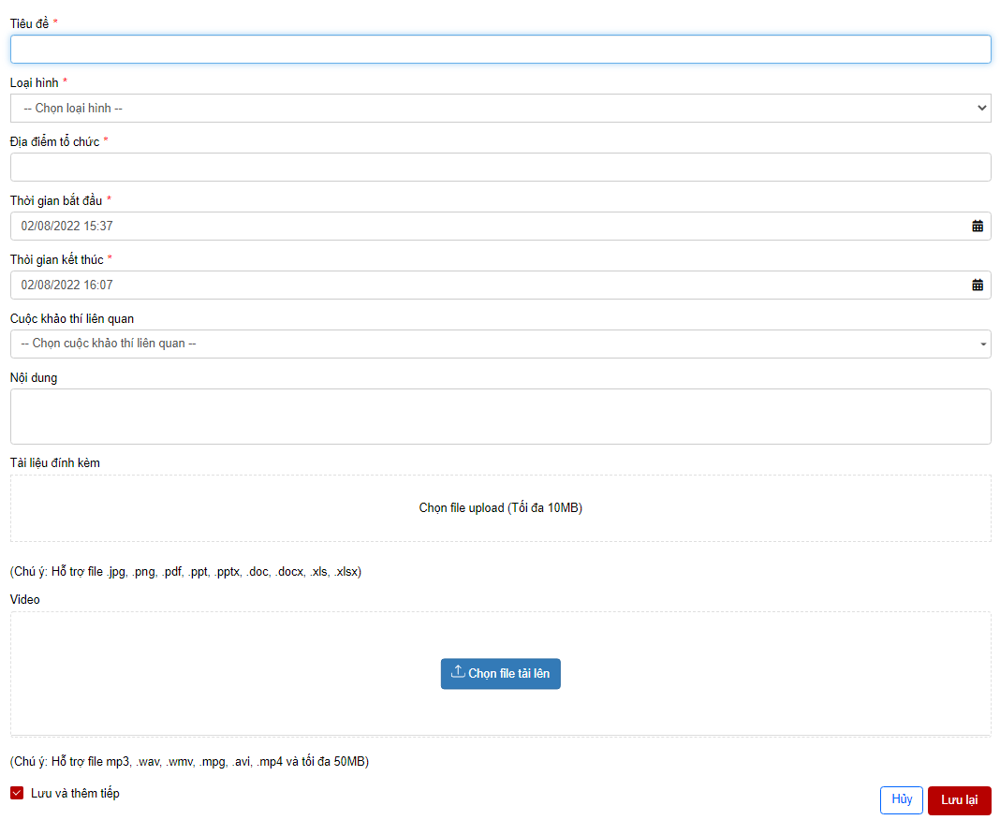 Tiêu đề *
Loại hình *
-- Chọn loại hình --
Địa điểm tổ chức *
Thời gian bắt đầu *
02/08/2022 15:37
Thời gian kết thúc *
02/08/2022 16:07
Cuộc khảo thí liên quan
-- Chọn cuộc khảo thí liên quan --
Nội dung
Tài liệu đính kèm
Chọn file upload (Tối đa 10MB)
(Chú ý: Hỗ trợ file .jpg, .png, .pdf, .ppt, .pptx, .doc, .docx, .xls, .xlsx)
Video
Chọn file tải lên
(Chú ý: Hỗ trợ file mp3, .wav, .wmv, .mpg, .avi, .mp4 và tối đa 50MB)
Lưu và thêm tiếp
Hủy
Lưu lại